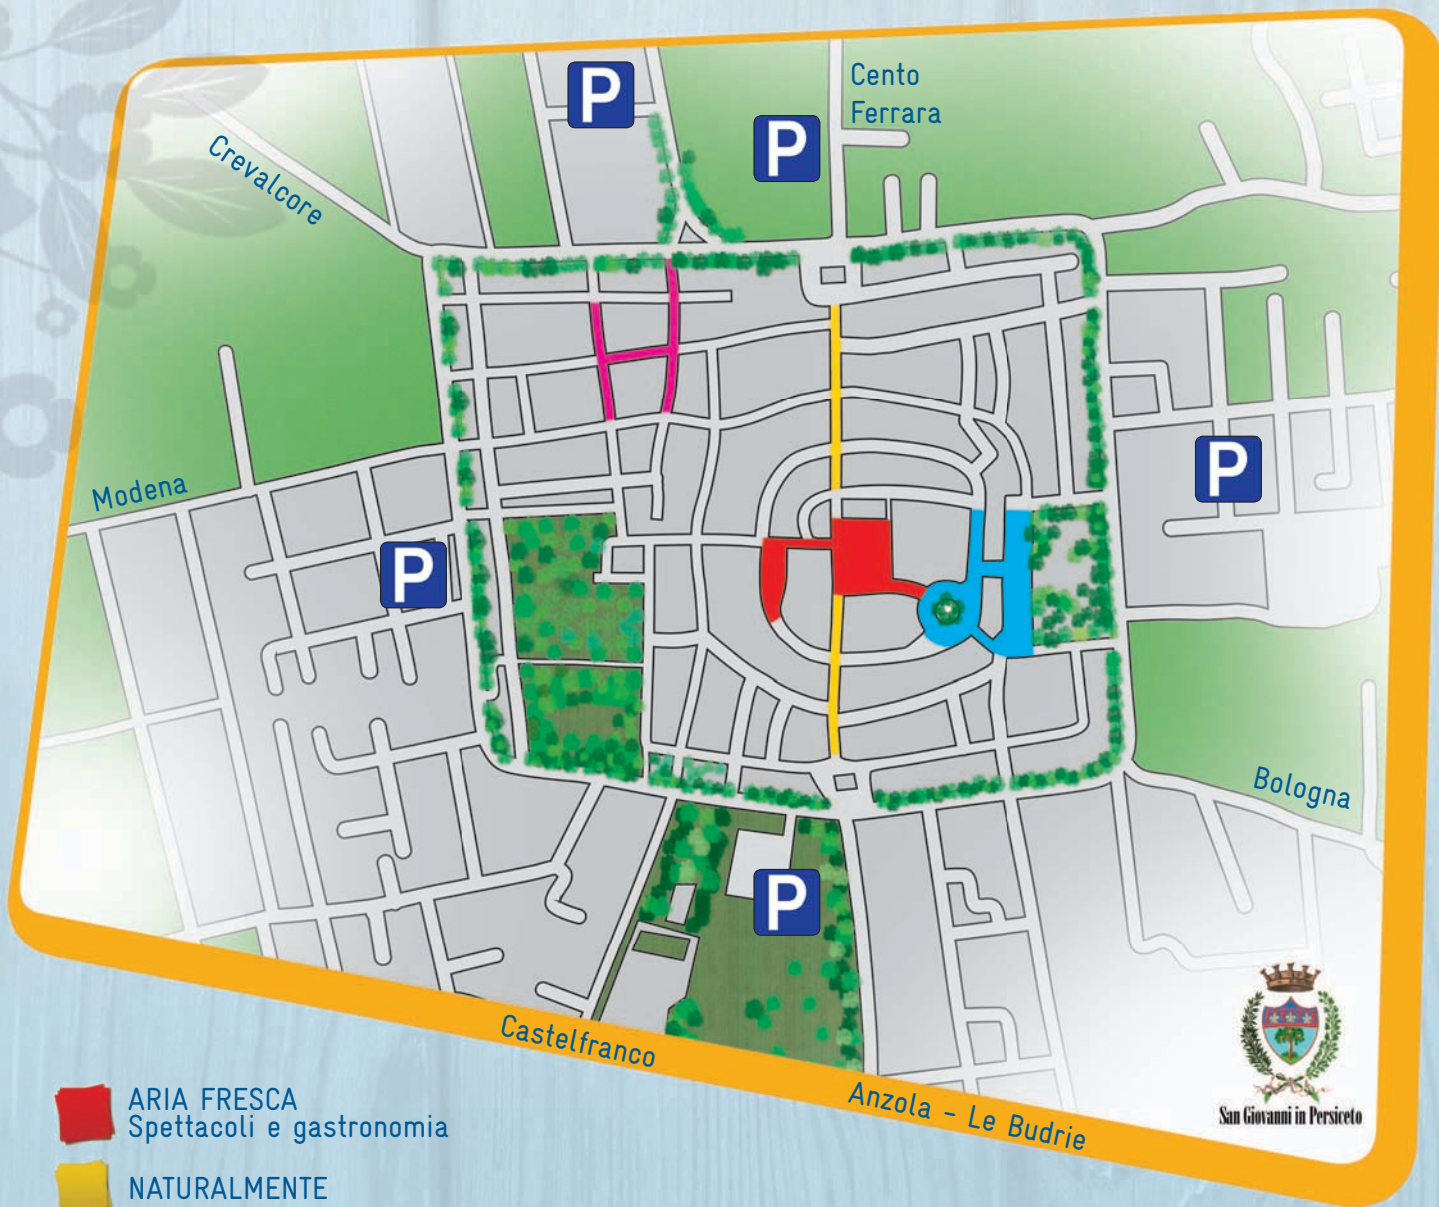 P
Cento
Ferrara
P
Crevalcore
Modena
P
P
Bologna
P
Castelfranco
Anzola - Le Budrie
San Giovanni in Persiceto
ARIA FRESCA
Spettacoli e gastronomia
NATURALMENTE